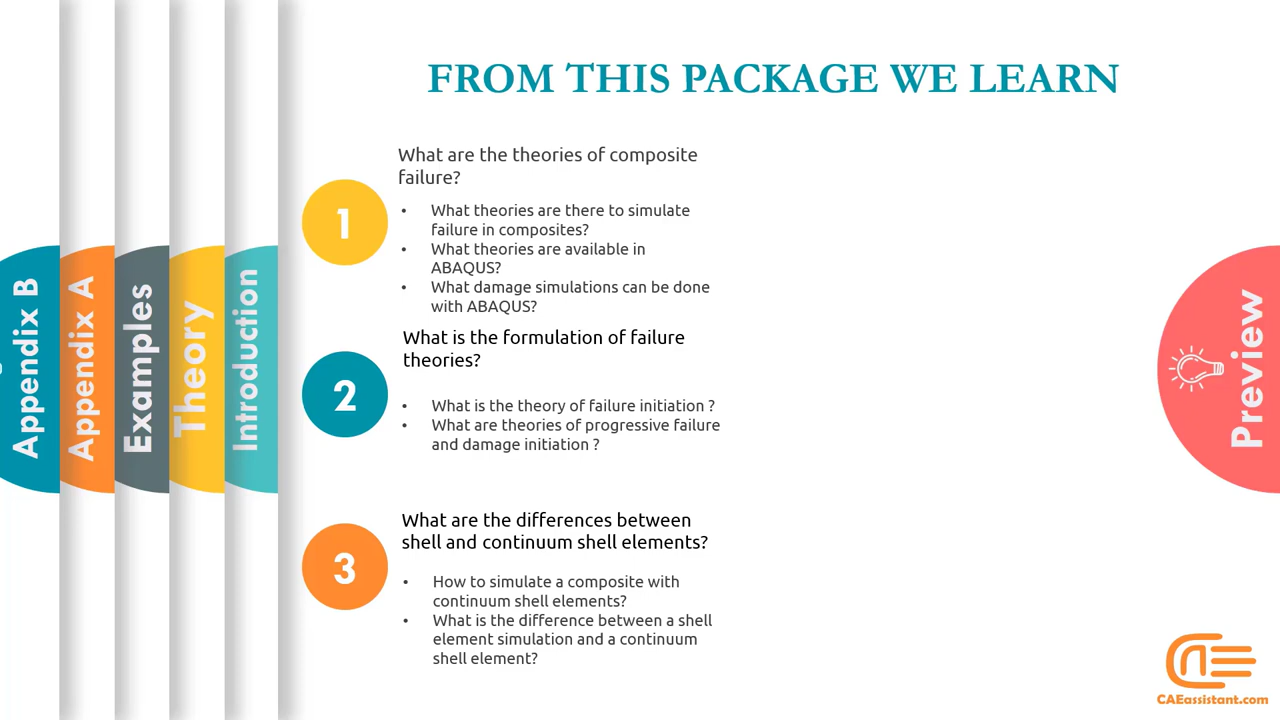 FROM THIS PACKAGE WE LEARN
1
What are the theories of composite
failure?
• What theories are there to simulate
failure in composites?
• What theories are available in
ABAQUS?
• What damage simulations can be done
with ABAQUS?
2
What is the formulation of failure
theories?
• What is the theory of failure initiation ?
• What are theories of progressive failure
and damage initiation ?
3
What are the differences between
shell and continuum shell elements?
• How to simulate a composite with
continuum shell elements?
• What is the difference between a shell
element simulation and a continuum
shell element?
Appendix B
Appendix A
Examples
Theory
Introduction
Preview
CAEassistant.com